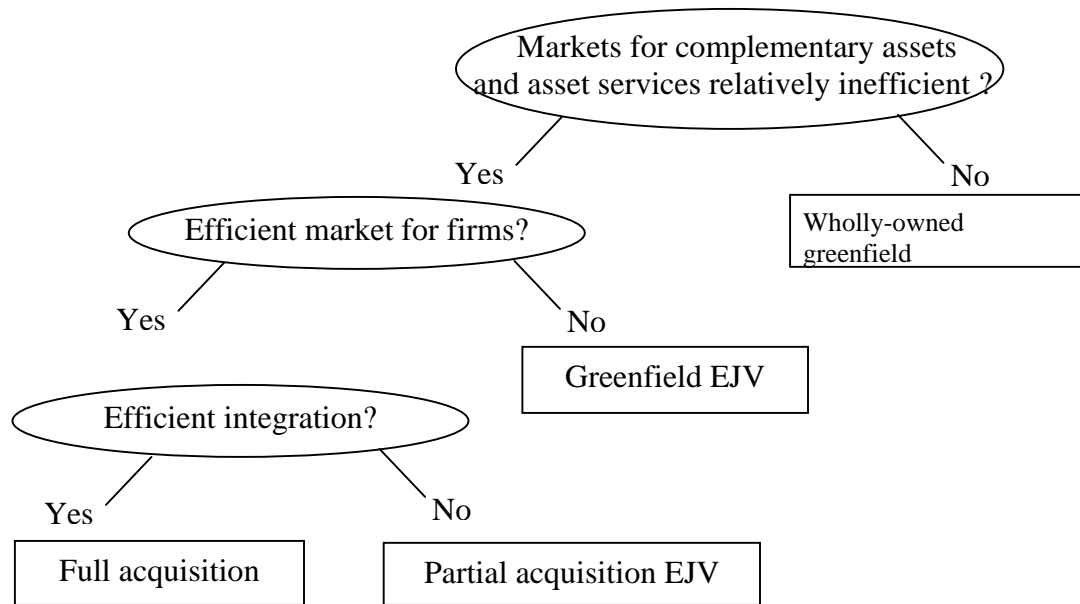 Markets for complementary assets
and asset services relatively inefficient ?
Yes
No
Efficient market for firms?
Wholly-owned
greenfield
Yes
No
Greenfield EJV
Efficient integration?
Yes
No
Full acquisition
Partial acquisition EJV